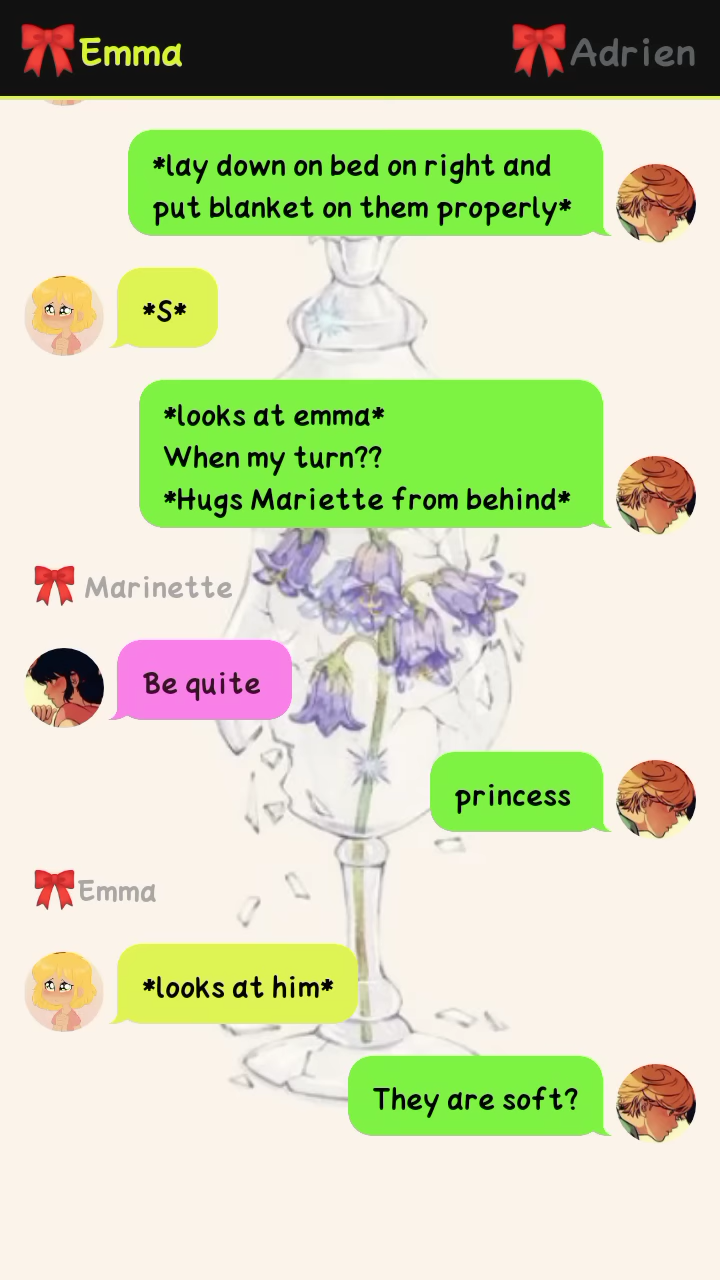 🎀Emma
🎀Adrien
*lay down on bed on right and
put blanket on them properly*
*S*
*looks at emma*
When my turn??
*Hugs Mariette from behind*
🎀 Marinette
Be quite
princess
🎀Emma
*looks at him*
They are soft?